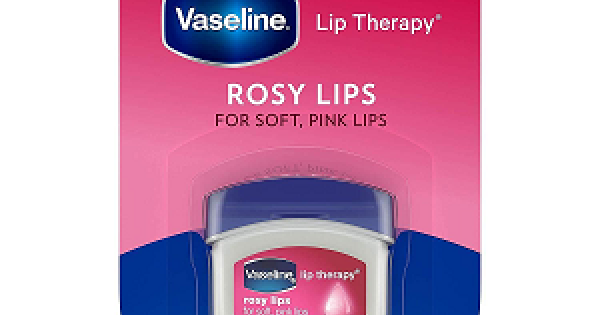 Vaseline. Lip Therapy®
ROSY LIPS
FOR SOFT, PINK LIPS
Vaseline. lip therapy®
rosy lips
for soft, pink lips